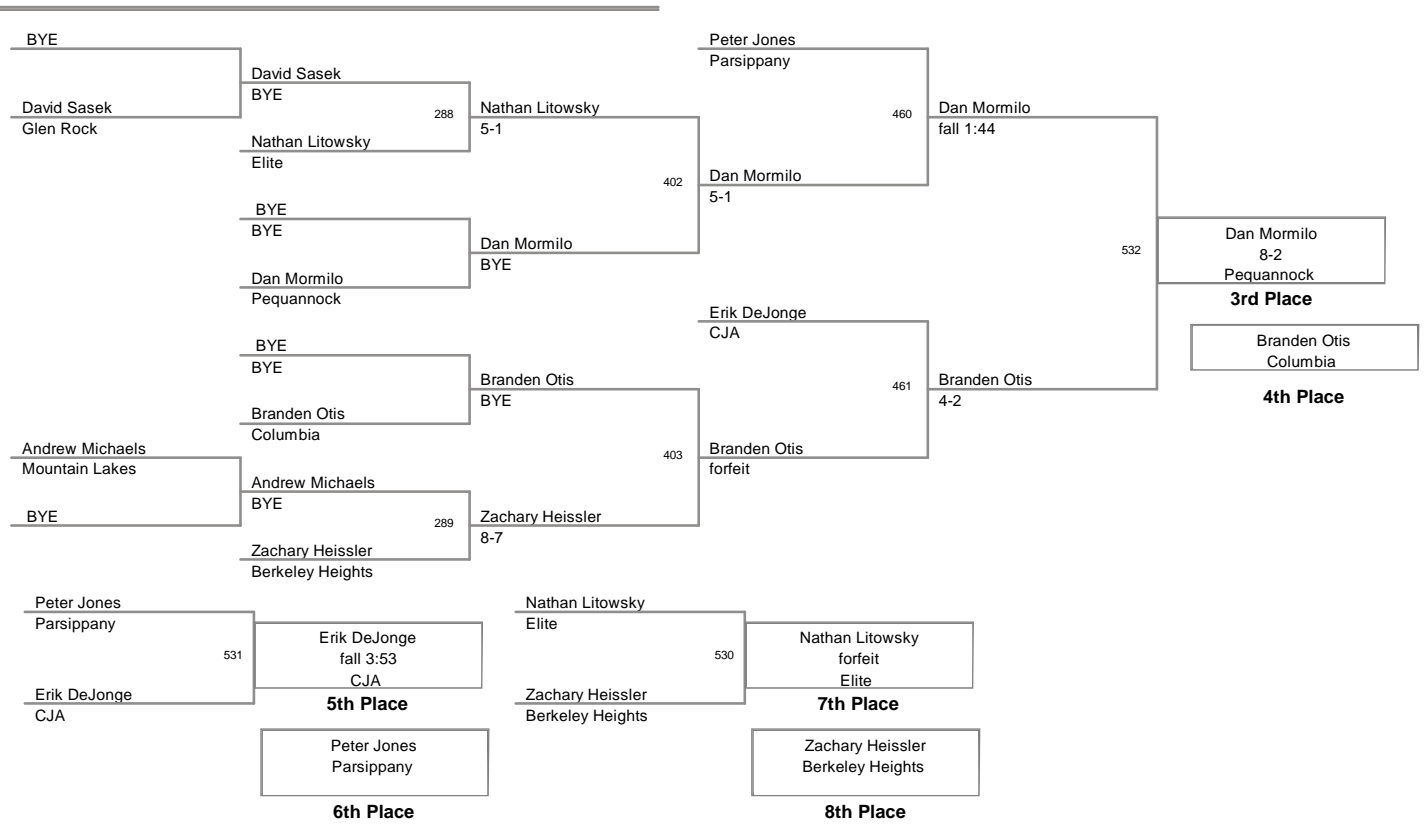 BYE
David Sasek
Glen Rock
David Sasek
BYE
288
Nathan Litowsky
Elite
Nathan Litowsky
5-1
BYE
BYE
Dan Mormilo
Pequannock
Dan Mormilo
BYE
402
Dan Mormilo
5-1
Peter Jones
Parsippany
460
Dan Mormilo
fall 1:44
BYE
BYE
Branden Otis
Columbia
Branden Otis
BYE
Andrew Michaels
Mountain Lakes
BYE
Andrew Michaels
BYE
289
Zachary Heissler
Berkeley Heights
Zachary Heissler
8-7
403
Branden Otis
forfeit
Erik DeJonge
CJA
461
Branden Otis
4-2
532
Dan Mormilo
8-2
Pequannock
3rd Place
Branden Otis
Columbia
4th Place
Peter Jones
Parsippany
531
Erik DeJonge
CJA
Erik DeJonge
fall 3:53
CJA
5th Place
Peter Jones
Parsippany
6th Place
Nathan Litowsky
Elite
530
Zachary Heissler
Berkeley Heights
Nathan Litowsky
forfeit
Elite
7th Place
Zachary Heissler
Berkeley Heights
8th Place